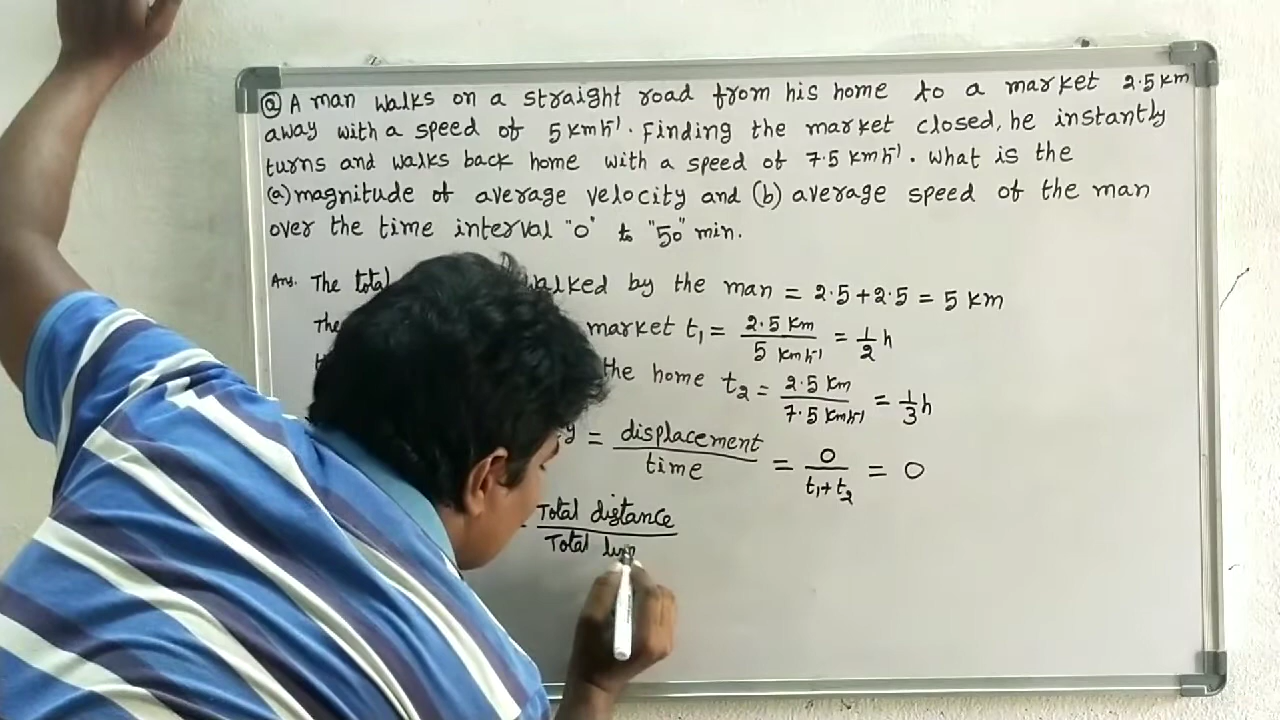 Q A man walks on a straight road from his home to a market 2.5 km
away with a speed of 5 kmh⁻¹. Finding the market closed, he instantly
turns and walks back home with a speed of 7.5 kmh⁻¹. What is the
(a) magnitude of average velocity and (b) average speed of the man
over the time interval "0" to "50" min.
Ans. The total walked by the man = 2.5+2.5 = 5 km
The market t₁ = 2.5 km / 5 kmh⁻¹ = 1/2 h
the home t₂ = 2.5 km / 7.5 kmh⁻¹ = 1/3 h
= displacement / time = 0 / t₁+t₂ = 0
Total distance / Total